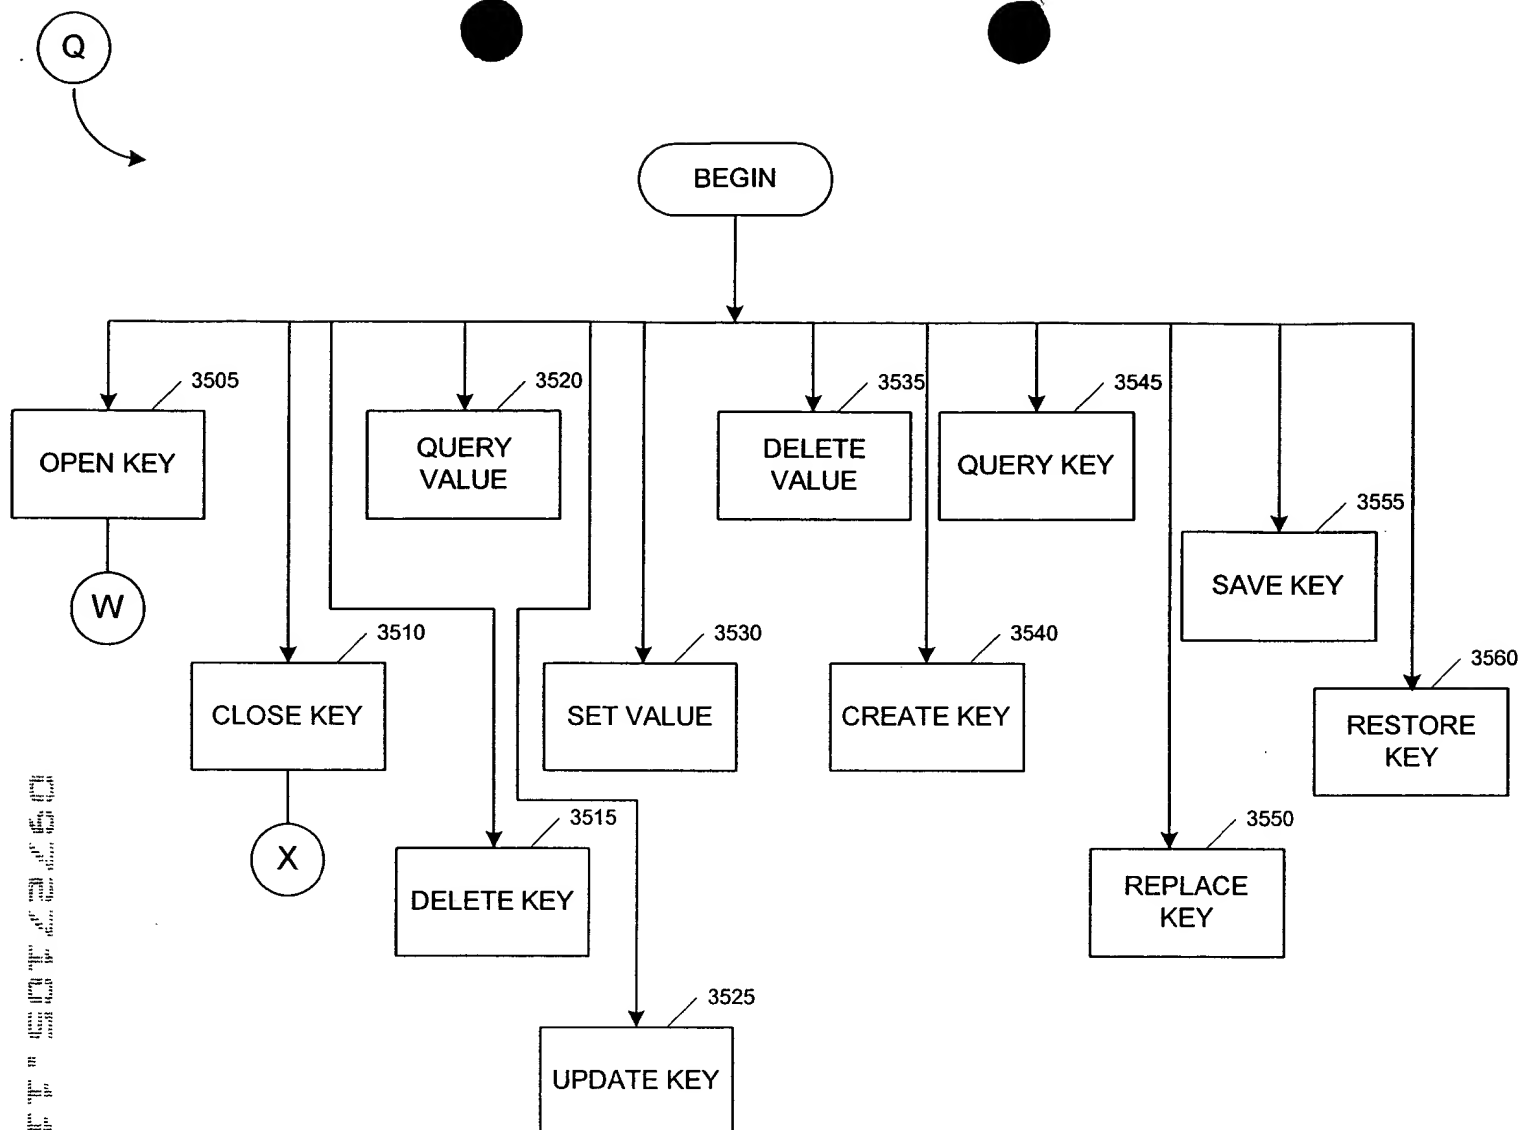 Q
BEGIN
3505
3520
3535
3545
OPEN KEY
QUERY
VALUE
DELETE
VALUE
QUERY KEY
3555
SAVE KEY
W
3510
3530
3540
3560
CLOSE KEY
SET VALUE
CREATE KEY
RESTORE
KEY
X
3515
3550
DELETE KEY
REPLACE
KEY
3525
UPDATE KEY